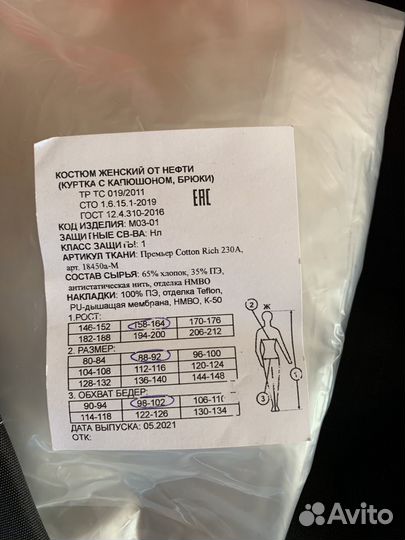 КОСТЮМ ЖЕНСКИЙ ОТ НЕФТИ
(КУРТКА С КАПЮШОНОМ, БРЮКИ)
ТР ТС 019/2011
СТО 1.6.15.1-2019
ГОСТ 12.4.310-2016
EAC
КОД ИЗДЕЛИЯ: М03-01
ЗАЩИТНЫЕ СВ-ВА: Нл
КЛАСС ЗАЩИТЫ: 1
АРТИКУЛ ТКАНИ: Премьер Cotton Rich 230А,
арт. 18450а-М
СОСТАВ СЫРЬЯ: 65% хлопок, 35% ПЭ,
антистатическая нить, отделка НМВО
НАКЛАДКИ: 100% ПЭ, отделка Teflon,
PU-дышащая мембрана, НМВО, К-50
1.РОСТ:
146-152 158-164 170-176
182-188 194-200 206-212
2. РАЗМЕР:
80-84 88-92 96-100
104-108 112-116 120-124
128-132 136-140 144-148
3. ОБХВАТ БЕДЕР:
90-94 98-102 106-110
114-118 122-126 130-134
ДАТА ВЫПУСКА: 05.2021
ОТК:
Ж
2
1
3
Avito